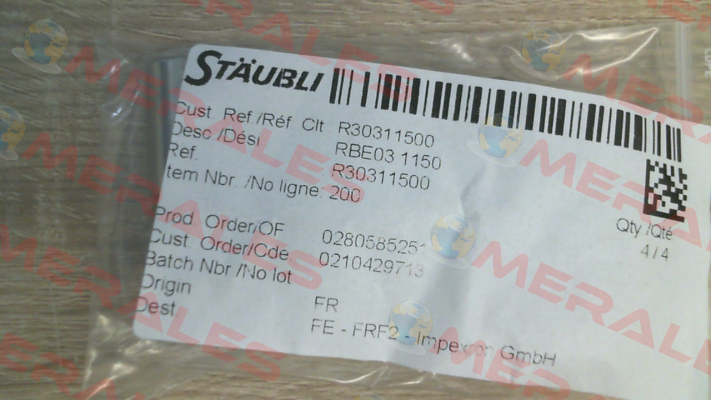 STÄUBLI
Cust. Ref /Réf. Clt R30311500
Desc /Dési RBE03 1150
Ref. R30311500
Item Nbr. /No ligne: 200
Qty /Qté
4 / 4
Prod. Order/OF 0280585251
Cust. Order/Cde 0210429713
Batch Nbr /No lot
Origin FR
Dest FE - FRF2 - Impexron GmbH
MERALES